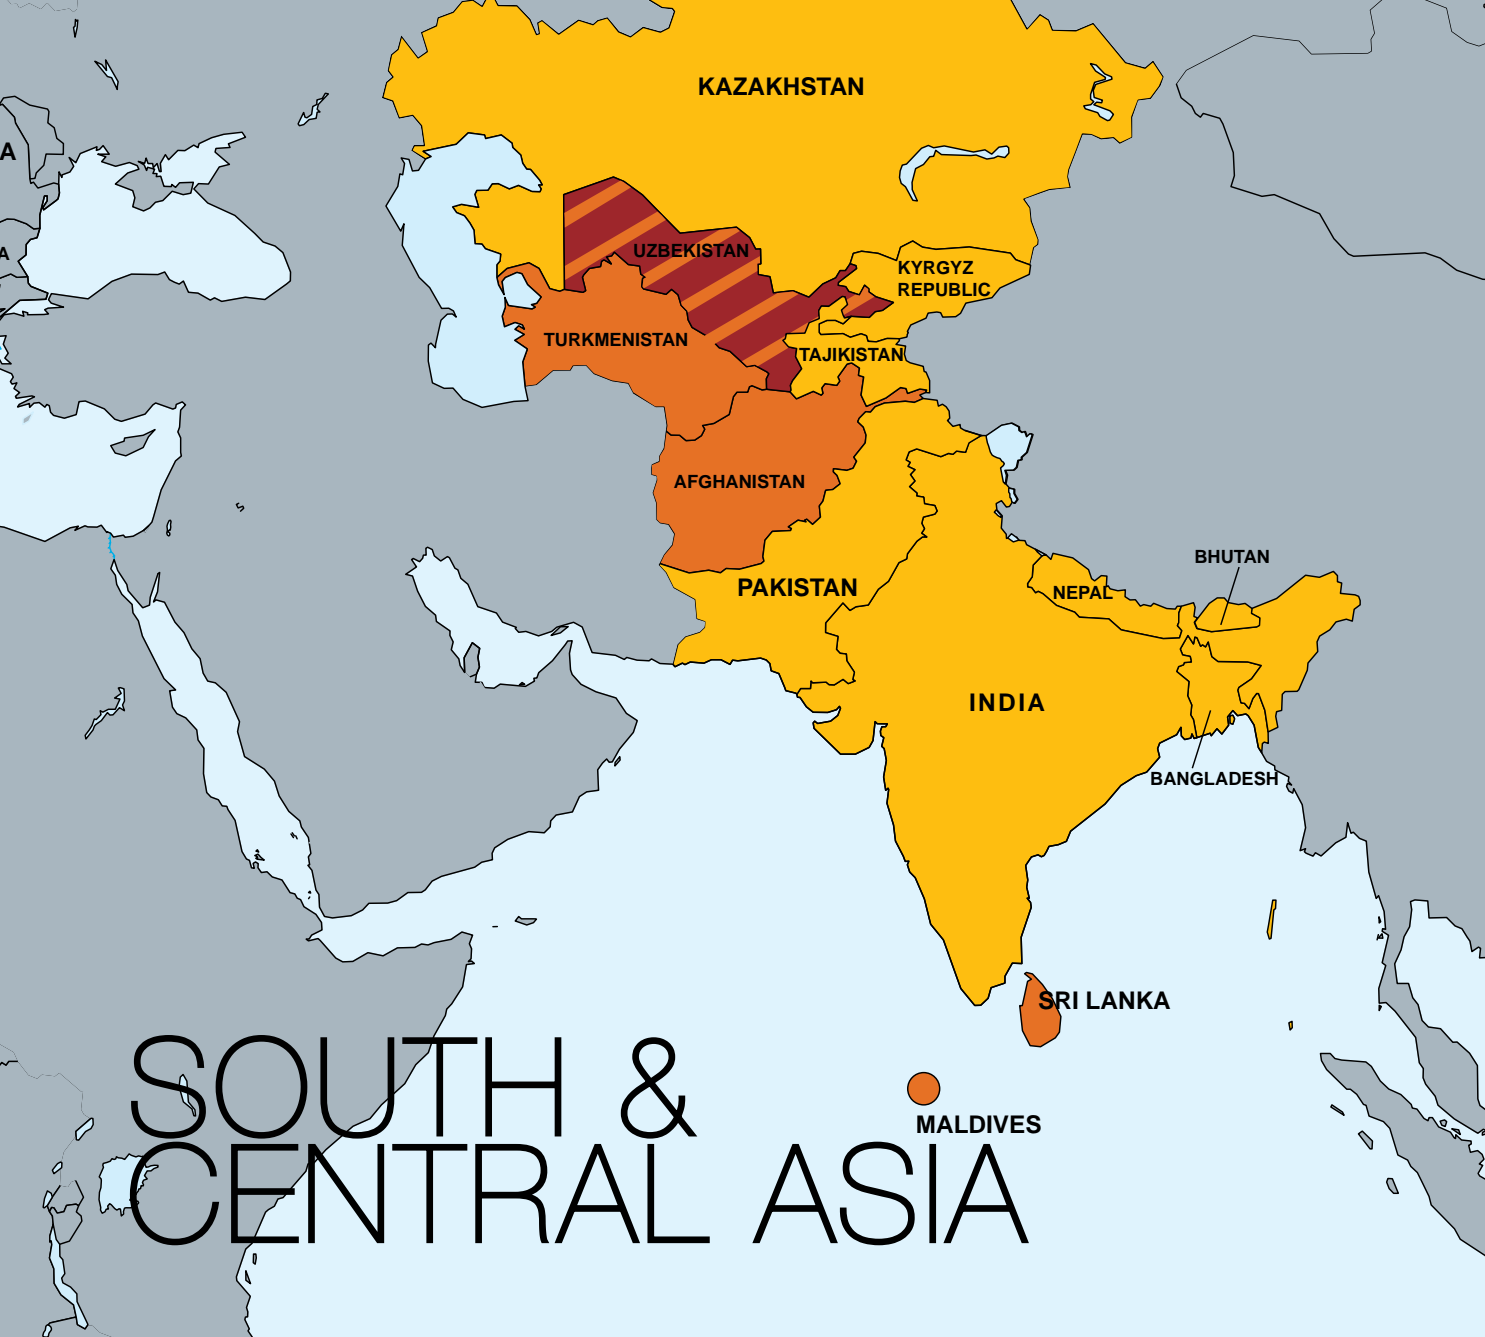 KAZAKHSTAN
A
A
UZBEKISTAN
KYRGYZ
REPUBLIC
TURKMENISTAN
TAJIKISTAN
AFGHANISTAN
PAKISTAN
BHUTAN
NEPAL
INDIA
BANGLADESH
SRI LANKA
MALDIVES
SOUTH &
CENTRAL ASIA